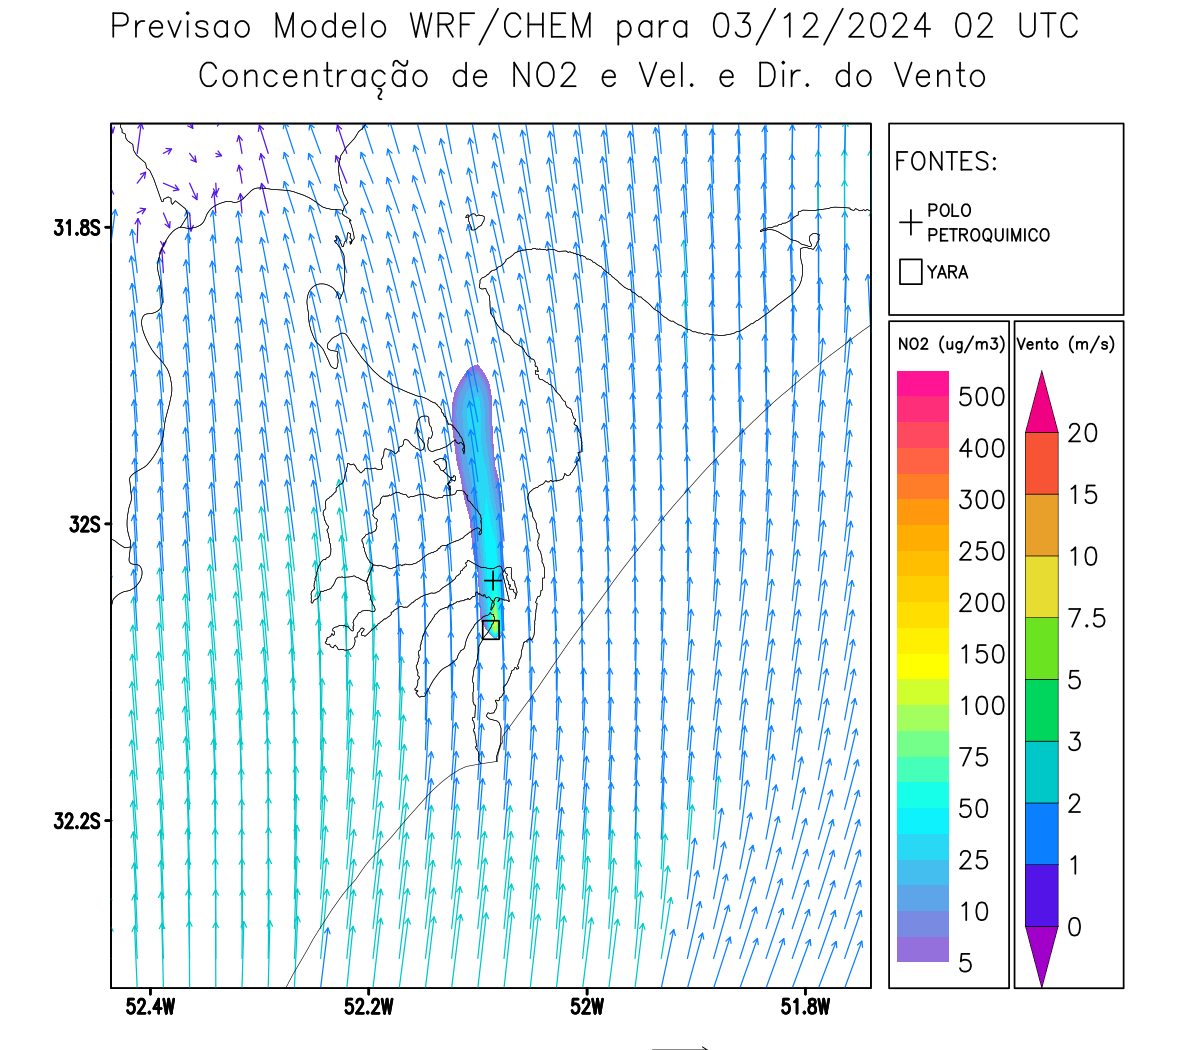 Previsao Modelo WRF/CHEM para 03/12/2024 02 UTC
Concentração de NO2 e Vel. e Dir. do Vento
FONTES:
POLO
PETROQUIMICO
YARA
NO2 (ug/m3)
500
400
300
250
200
150
100
75
50
25
10
5
Vento (m/s)
20
15
10
7.5
5
3
2
1
0
31.8S
32S
32.2S
52.4W
52.2W
52W
51.8W